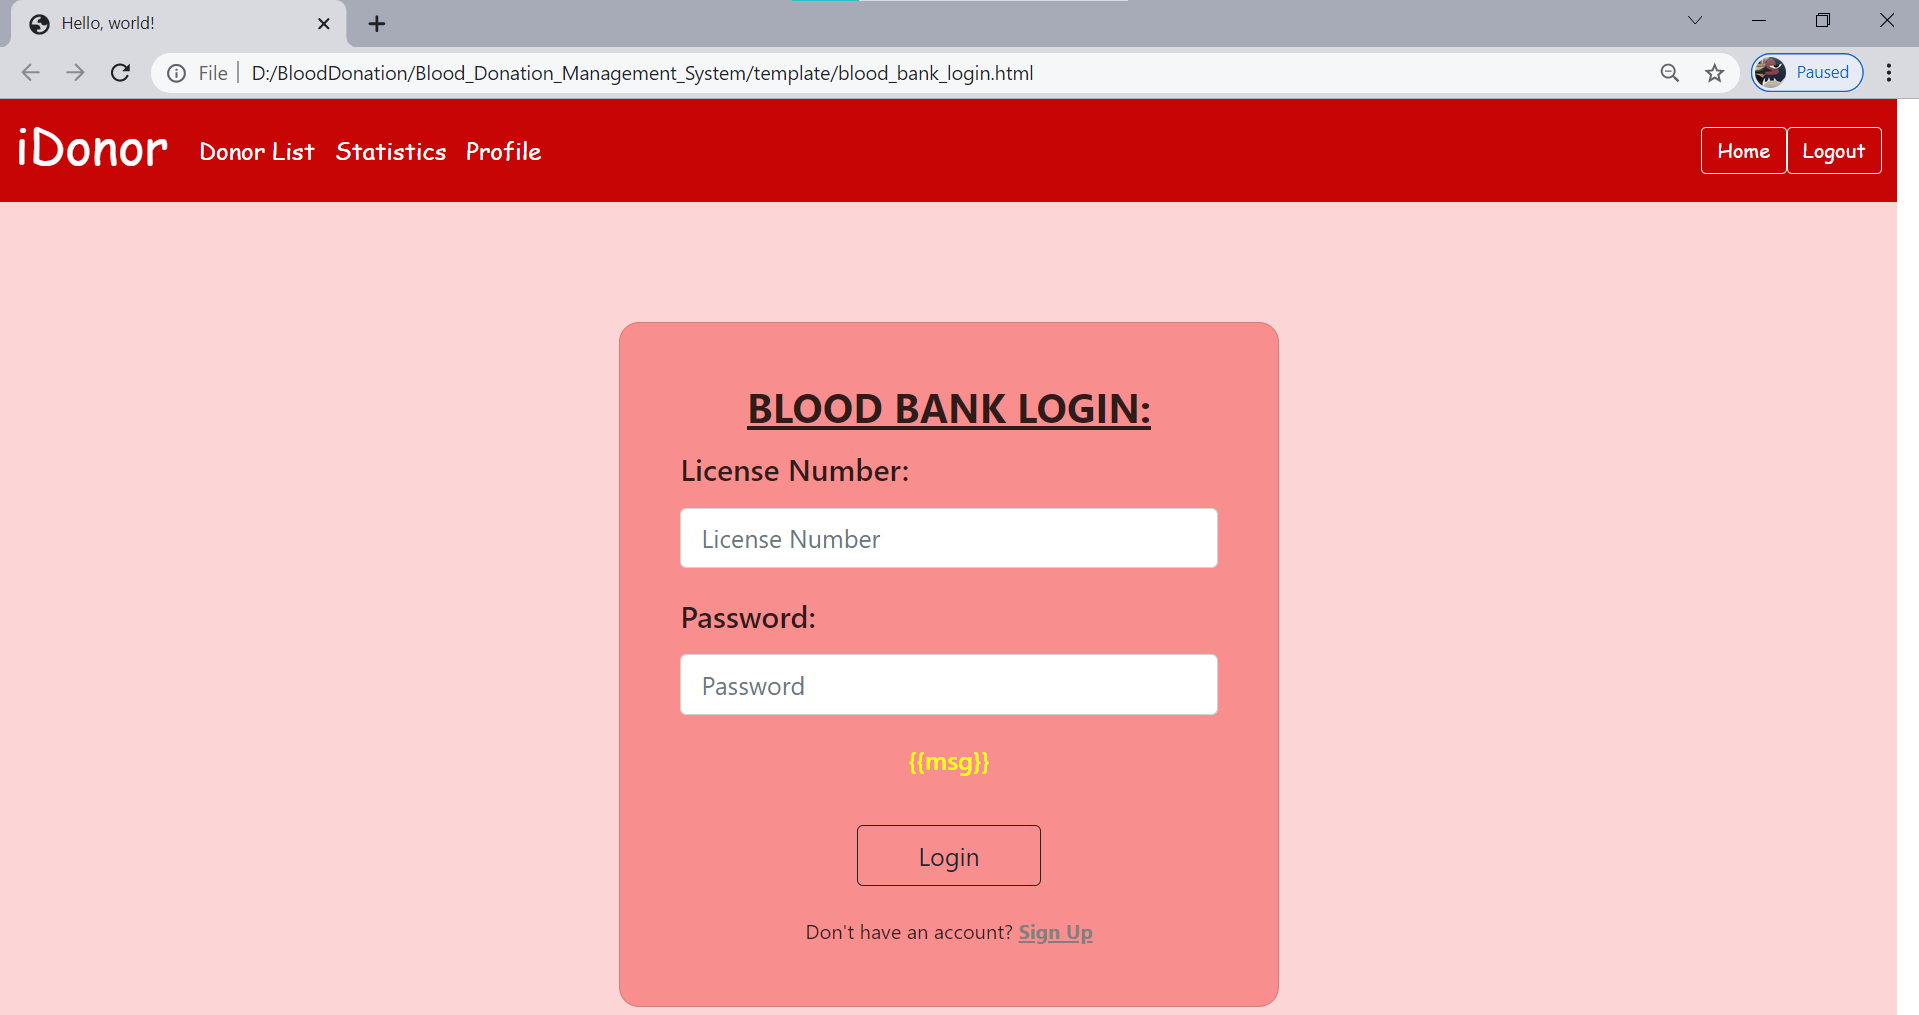 Hello, world!
File | D:/BloodDonation/Blood_Donation_Management_System/template/blood_bank_login.html
Paused
iDonor Donor List Statistics Profile Home Logout
BLOOD BANK LOGIN:
License Number:
License Number
Password:
Password
{{msg}}
Login
Don't have an account? Sign Up